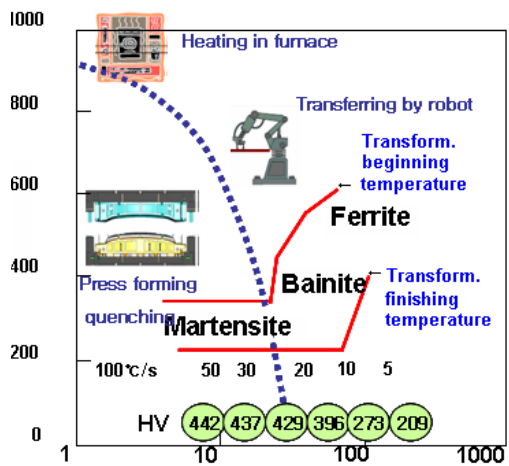 1000
Heating in furnace
800
Transferring by robot
Transform.
beginning
temperature
←
600
Ferrite
400
Bainite
Press forming
quenching
Martensite
← Transform.
finishing
temperature
200
100℃/s 50 30 20 10 5
HV 442 437 429 396 273 209
0
1 10 100 1000